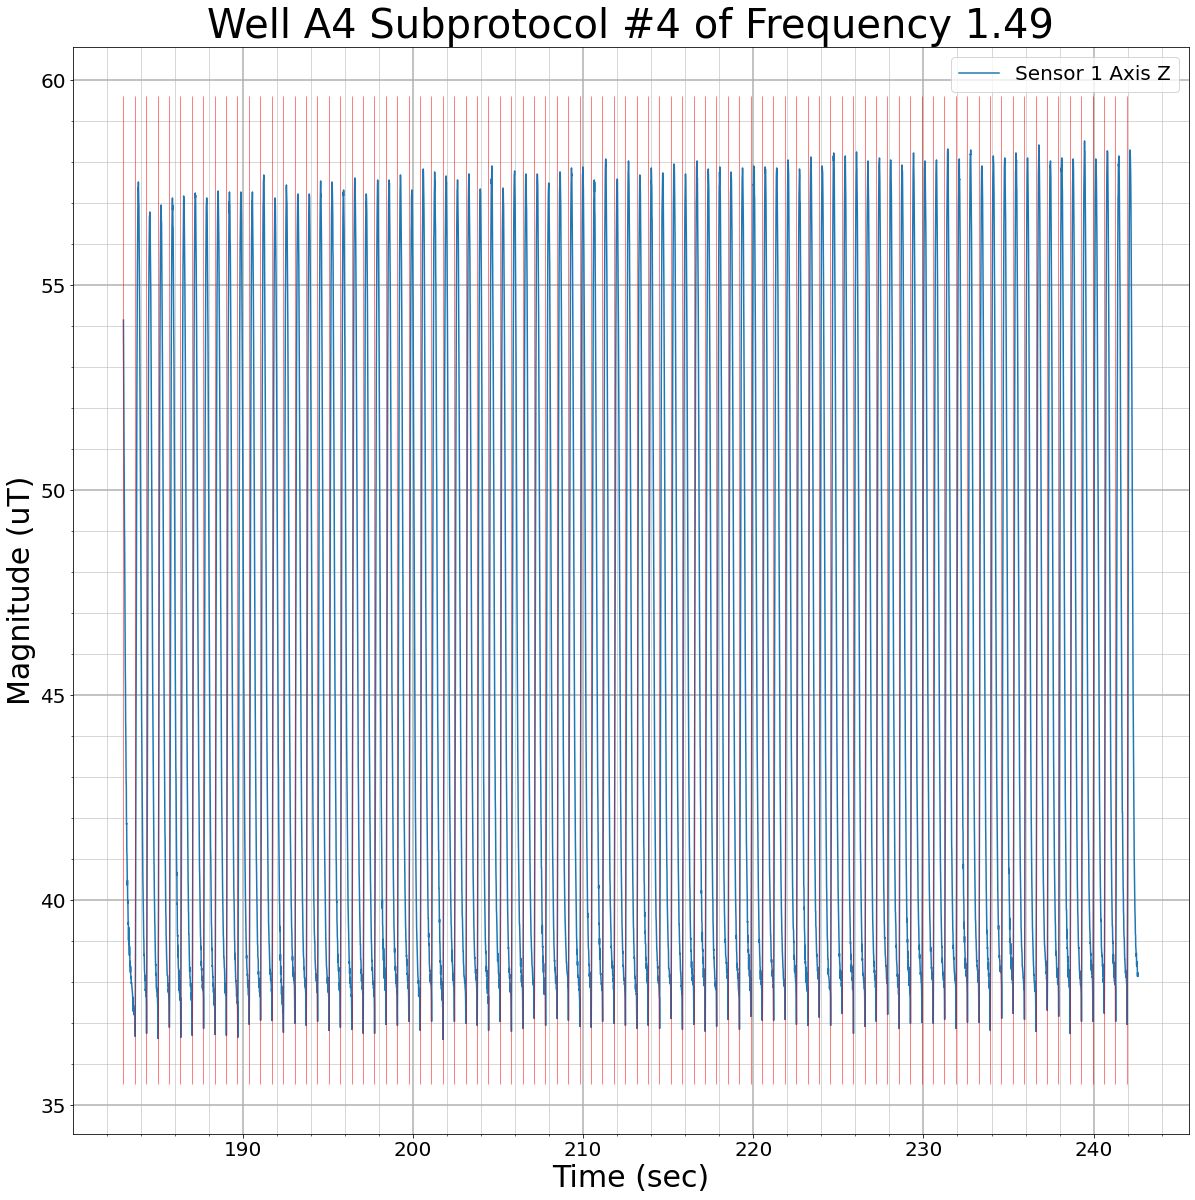 Well A4 Subprotocol #4 of Frequency 1.49
Sensor 1 Axis Z
60
55
50
45
40
35
Magnitude (uT)
190 200 210 220 230 240
Time (sec)